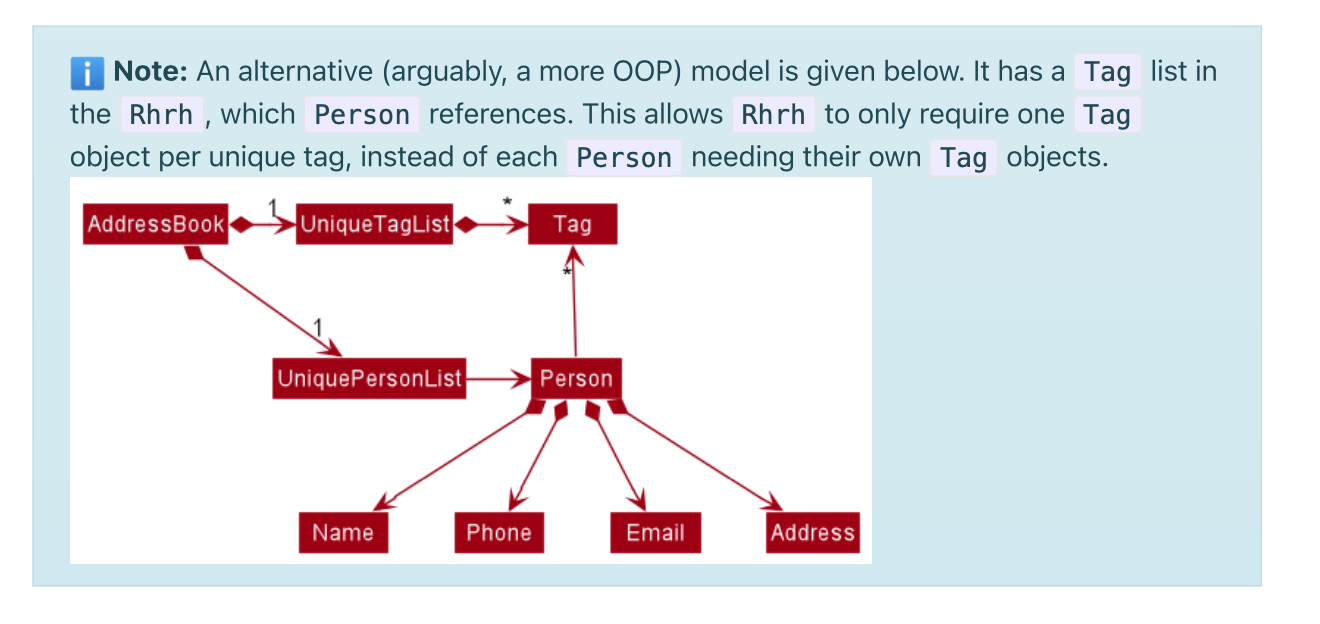 Note: An alternative (arguably, a more OOP) model is given below. It has a Tag list in
the Rhrh , which Person references. This allows Rhrh to only require one Tag
object per unique tag, instead of each Person needing their own Tag objects.
AddressBook 1 UniqueTagList * Tag
*
1
UniquePersonList Person
Name Phone Email Address